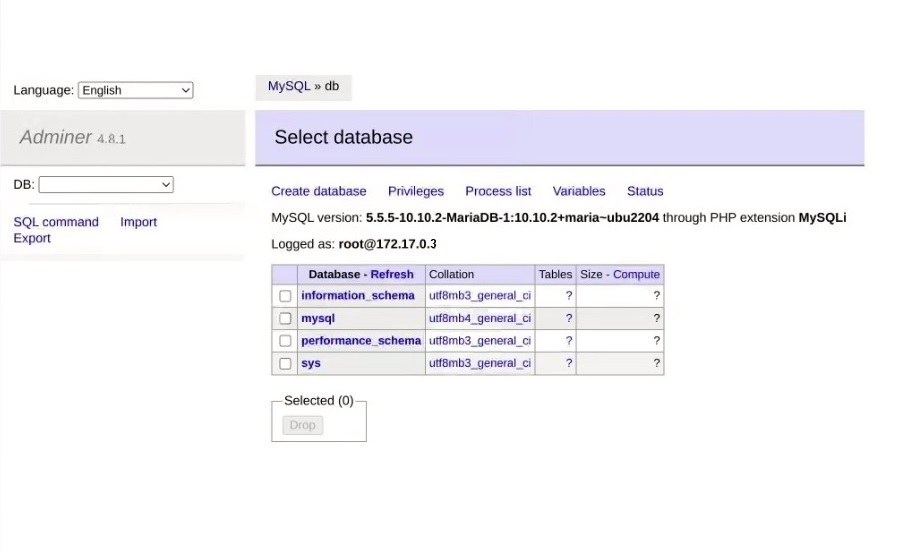 Language: English
MySQL » db
Adminer 4.8.1
Select database
DB:
SQL command Import
Export
Create database Privileges Process list Variables Status
MySQL version: 5.5.5-10.10.2-MariaDB-1:10.10.2+maria~ubu2204 through PHP extension MySQLi
Logged as: root@172.17.0.3
Database - Refresh Collation Tables Size - Compute
information_schema utf8mb3_general_ci ? ?
mysql utf8mb4_general_ci ? ?
performance_schema utf8mb3_general_ci ? ?
sys utf8mb3_general_ci ? ?
Selected (0)
Drop